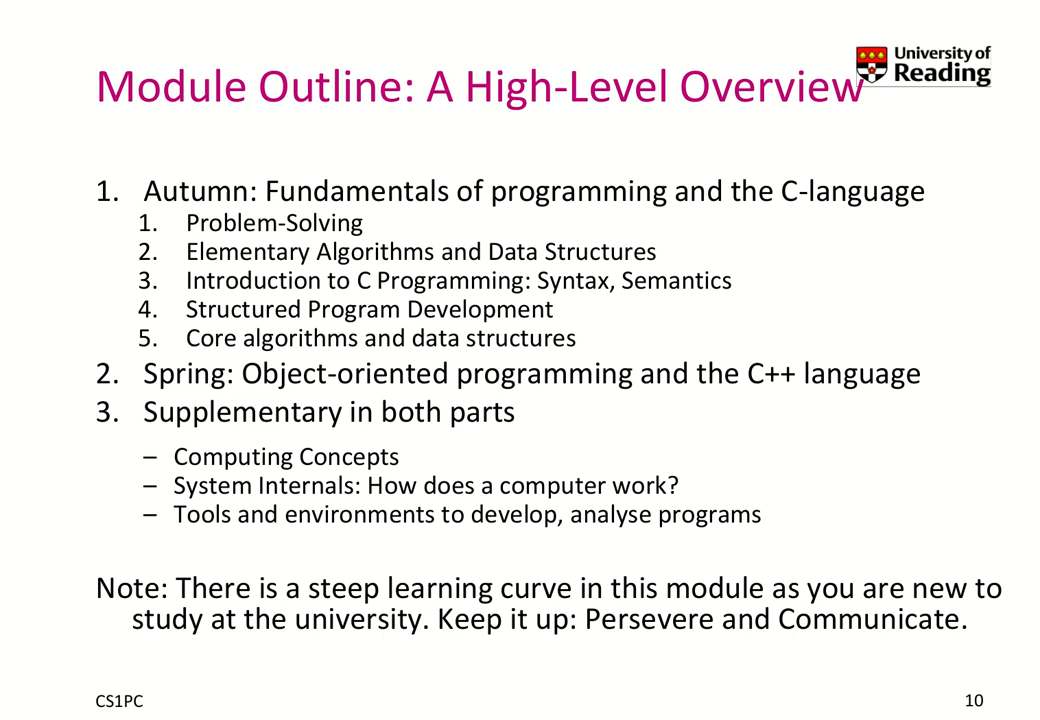 University of
Reading
Module Outline: A High-Level Overview
1. Autumn: Fundamentals of programming and the C-language
1. Problem-Solving
2. Elementary Algorithms and Data Structures
3. Introduction to C Programming: Syntax, Semantics
4. Structured Program Development
5. Core algorithms and data structures
2. Spring: Object-oriented programming and the C++ language
3. Supplementary in both parts
– Computing Concepts
– System Internals: How does a computer work?
– Tools and environments to develop, analyse programs
Note: There is a steep learning curve in this module as you are new to
study at the university. Keep it up: Persevere and Communicate.
CS1PC
10